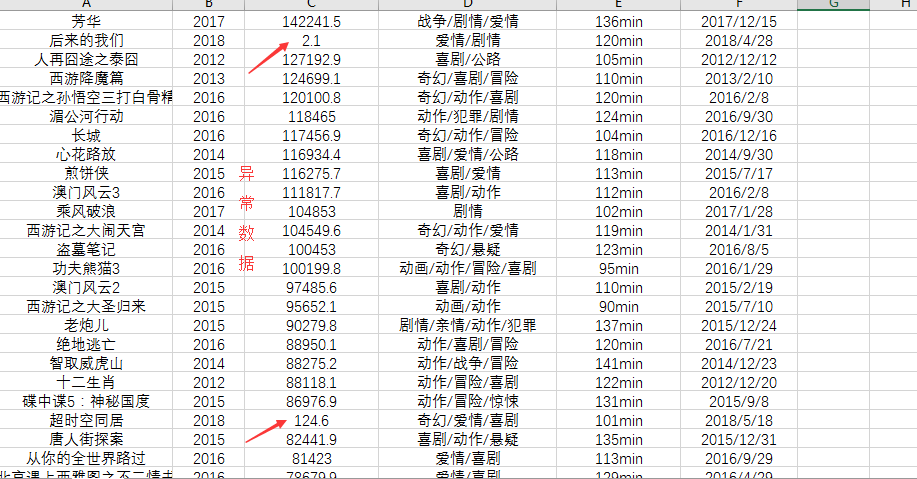 A B C D E F G H
芳华 2017 142241.5 战争/剧情/爱情 136min 2017/12/15
后来的我们 2018 2.1 爱情/剧情 120min 2018/4/28
人再囧途之泰囧 2012 127192.9 喜剧/公路 105min 2012/12/12
西游降魔篇 2013 124699.1 奇幻/喜剧/冒险 110min 2013/2/10
西游记之孙悟空三打白骨精 2016 120100.8 奇幻/动作/喜剧 120min 2016/2/8
湄公河行动 2016 118465 动作/犯罪/剧情 124min 2016/9/30
长城 2016 117456.9 奇幻/动作/冒险 104min 2016/12/16
心花路放 2014 116934.4 喜剧/爱情/公路 118min 2014/9/30
煎饼侠 2015 116275.7 喜剧/爱情 113min 2015/7/17
澳门风云3 2016 111817.7 喜剧/动作 112min 2016/2/8
乘风破浪 2017 104853 剧情 102min 2017/1/28
西游记之大闹天宫 2014 104549.6 奇幻/动作/爱情 119min 2014/1/31
盗墓笔记 2016 100453 奇幻/悬疑 123min 2016/8/5
功夫熊猫3 2016 100199.8 动画/动作/冒险/喜剧 95min 2016/1/29
澳门风云2 2015 97485.6 喜剧/动作 110min 2015/2/19
西游记之大圣归来 2015 95652.1 动画/动作 90min 2015/7/10
老炮儿 2015 90279.8 剧情/亲情/动作/犯罪 137min 2015/12/24
绝地逃亡 2016 88950.1 动作/喜剧/冒险 120min 2016/7/21
智取威虎山 2014 88275.2 动作/战争/冒险 141min 2014/12/23
十二生肖 2012 88118.1 动作/冒险/喜剧 122min 2012/12/20
碟中谍5：神秘国度 2015 86976.9 动作/冒险/惊悚 131min 2015/9/8
超时空同居 2018 124.6 奇幻/爱情/喜剧 101min 2018/5/18
唐人街探案 2015 82441.9 喜剧/动作/悬疑 135min 2015/12/31
从你的全世界路过 2016 81423 爱情/喜剧 113min 2016/9/29
北京遇上西雅图之不二情书 2016 78679.9 爱情/喜剧 129min 2016/4/29
异常数据